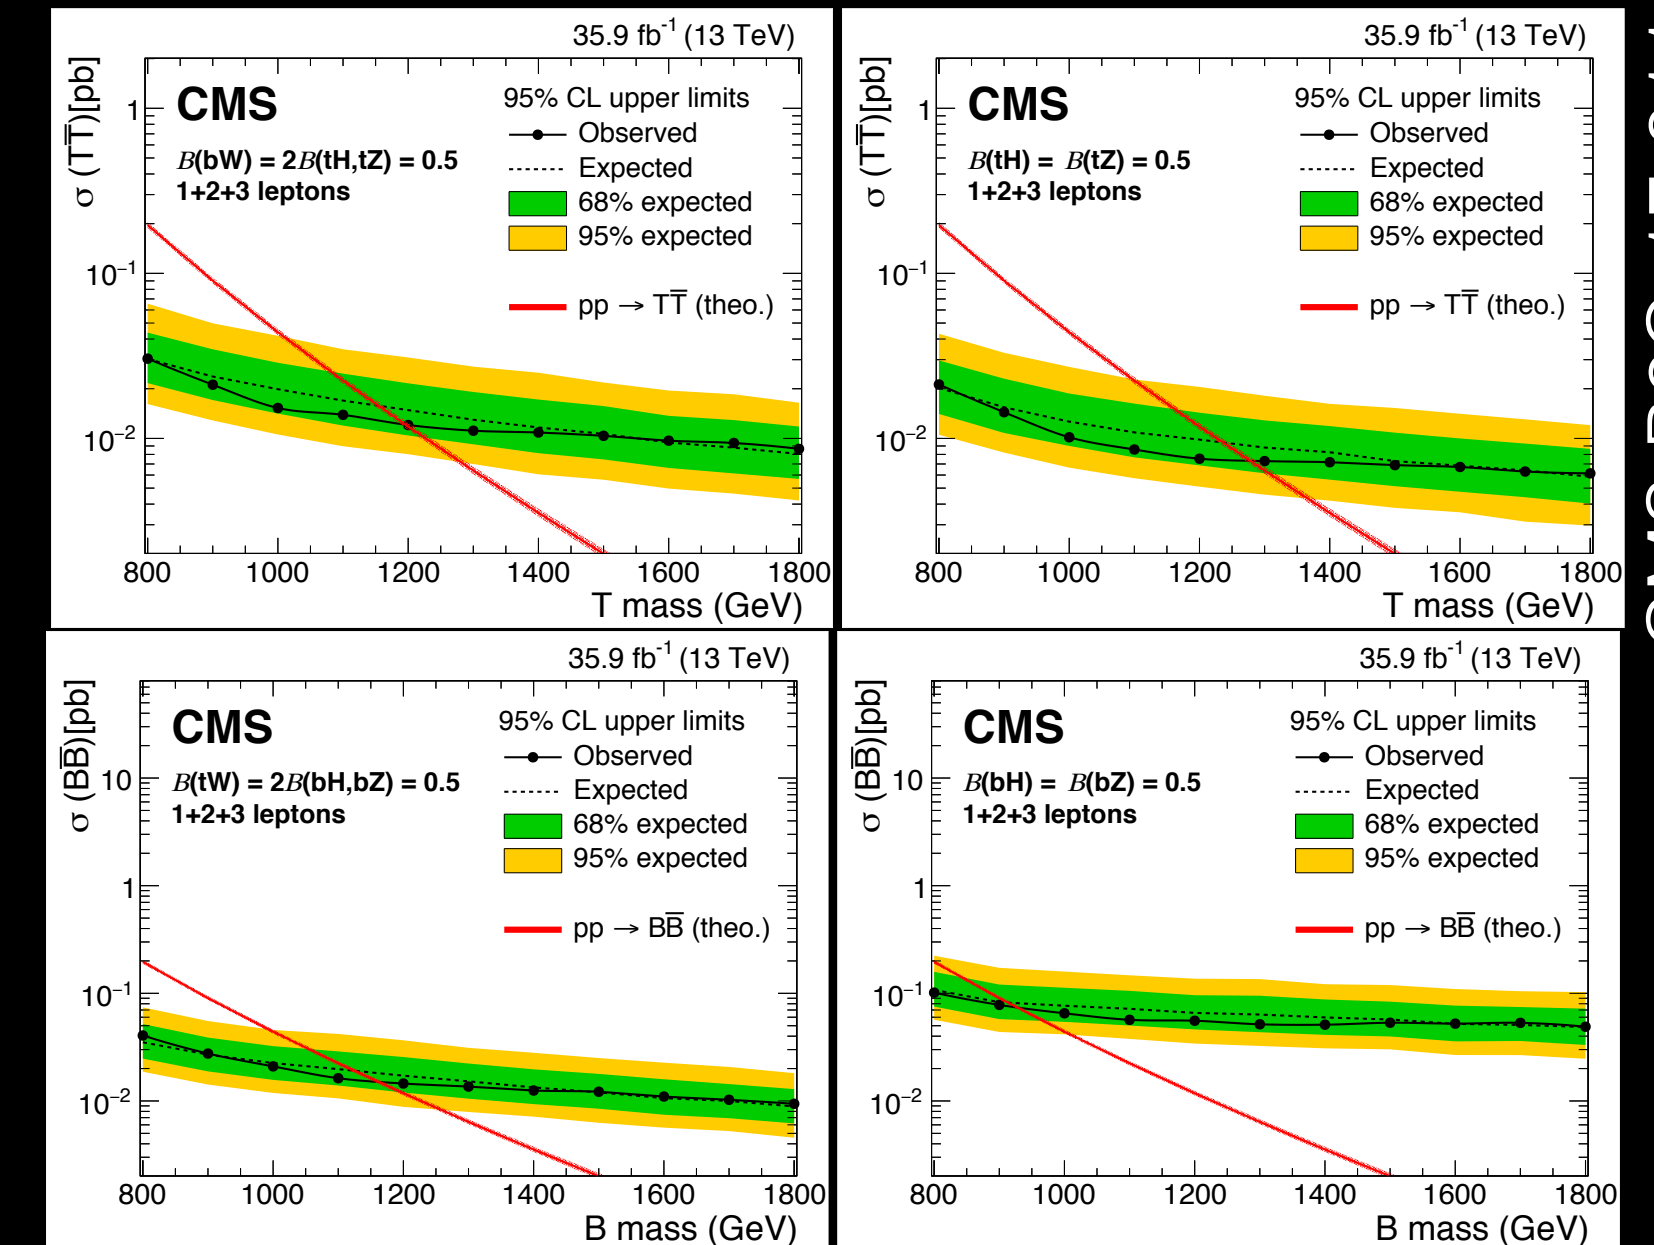 35.9 fb⁻¹ (13 TeV)
σ (TT̅)[pb]
CMS
B(bW) = 2B(tH,tZ) = 0.5
1+2+3 leptons
95% CL upper limits
Observed
Expected
68% expected
95% expected
pp → TT̅ (theo.)
1
10⁻¹
10⁻²
800 1000 1200 1400 1600 1800
T mass (GeV)
35.9 fb⁻¹ (13 TeV)
σ (TT̅)[pb]
CMS
B(tH) = B(tZ) = 0.5
1+2+3 leptons
95% CL upper limits
Observed
Expected
68% expected
95% expected
pp → TT̅ (theo.)
1
10⁻¹
10⁻²
800 1000 1200 1400 1600 1800
T mass (GeV)
35.9 fb⁻¹ (13 TeV)
σ (BB̅)[pb]
CMS
B(tW) = 2B(bH,bZ) = 0.5
1+2+3 leptons
95% CL upper limits
Observed
Expected
68% expected
95% expected
pp → BB̅ (theo.)
10
1
10⁻¹
10⁻²
800 1000 1200 1400 1600 1800
B mass (GeV)
35.9 fb⁻¹ (13 TeV)
σ (BB̅)[pb]
CMS
B(bH) = B(bZ) = 0.5
1+2+3 leptons
95% CL upper limits
Observed
Expected
68% expected
95% expected
pp → BB̅ (theo.)
10
1
10⁻¹
10⁻²
800 1000 1200 1400 1600 1800
B mass (GeV)